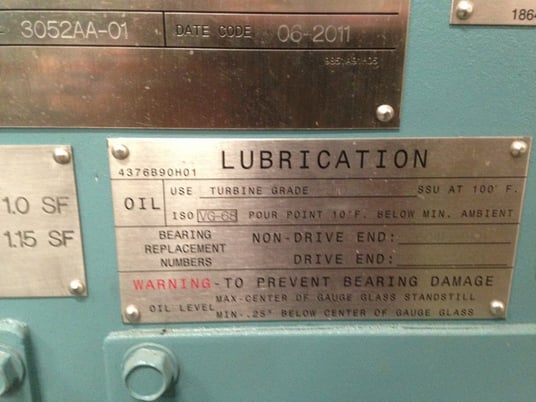 3052AA-01 DATE CODE 06-2011
1864
4376B90H01 LUBRICATION
OIL USE TURBINE GRADE SSU AT 100°F.
ISO VG-68 POUR POINT 10°F. BELOW MIN. AMBIENT
BEARING REPLACEMENT NUMBERS
NON-DRIVE END:
DRIVE END:
WARNING-TO PREVENT BEARING DAMAGE
OIL LEVEL
MAX-CENTER OF GAUGE GLASS STANDSTILL
MIN-.25" BELOW CENTER OF GAUGE GLASS
1.0 SF
1.15 SF